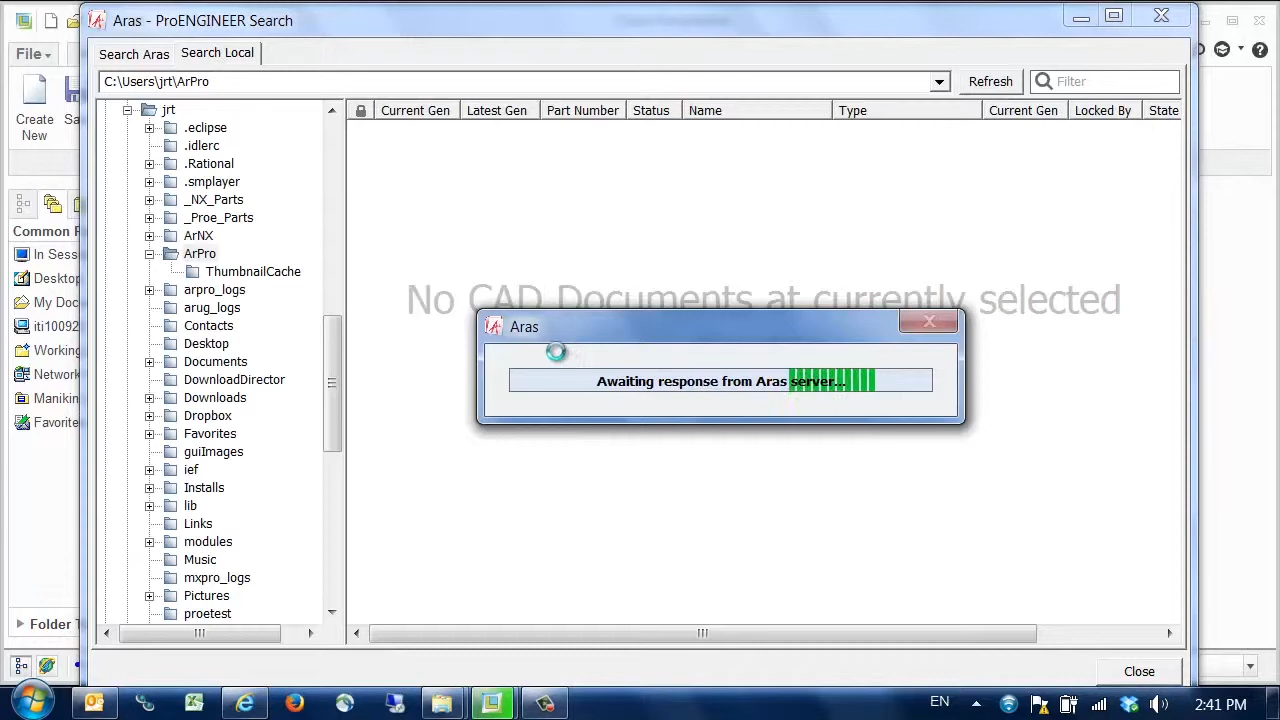 Aras - ProENGINEER Search
File
Search Aras
Search Local
C:\Users\jrt\ArPro
Refresh
Filter
Create
New
Sa
jrt
.eclipse
.idlerc
.Rational
.smplayer
_NX_Parts
_Proe_Parts
ArNX
ArPro
ThumbnailCache
arpro_logs
arug_logs
Contacts
Desktop
Documents
DownloadDirector
Downloads
Dropbox
Favorites
guiImages
ief
Installs
lib
Links
modules
Music
mxpro_logs
Pictures
proetest
Current Gen
Latest Gen
Part Number
Status
Name
Type
Current Gen
Locked By
State
No CAD Documents at currently selected
Aras
Awaiting response from Aras server...
Common F
In Sess
Desktop
My Doc
iti10092
Working
Network
Maniki
Favorite
Folder T
Close
EN
2:41 PM